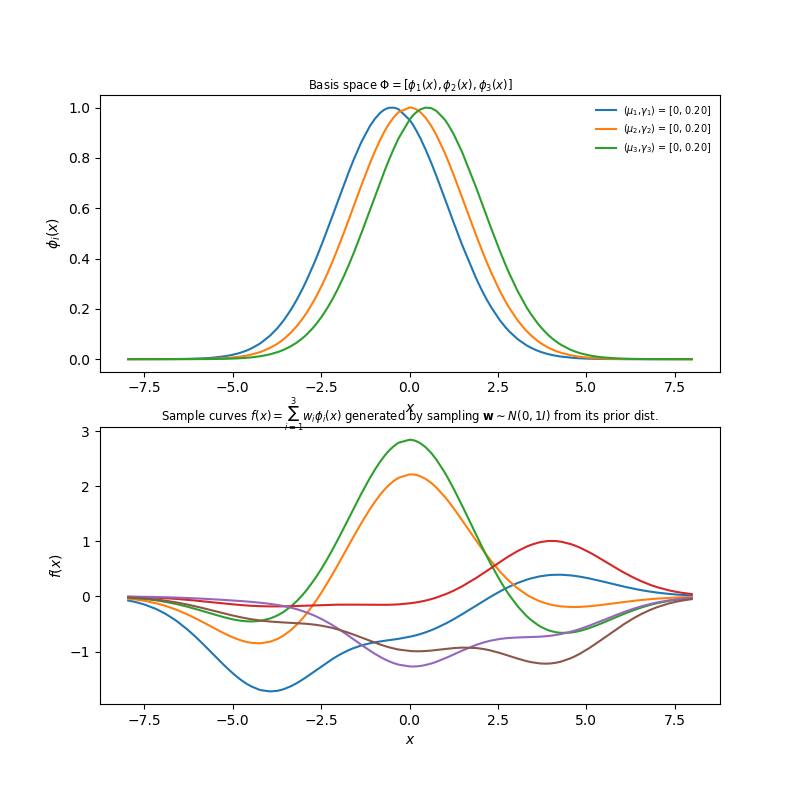 Basis space Φ = [ϕ₁(x), ϕ₂(x), ϕ₃(x)]
1.0
0.8
0.6
0.4
0.2
0.0
ϕᵢ(x)
(μ₁,γ₁) = [0, 0.20]
(μ₂,γ₂) = [0, 0.20]
(μ₃,γ₃) = [0, 0.20]
−7.5 −5.0 −2.5 0.0 2.5 5.0 7.5
x
Sample curves f(x) = ∑³ᵢ₌₁ wᵢϕᵢ(x) generated by sampling w ∼ N(0, 1I) from its prior dist.
3
2
1
0
−1
f(x)
−7.5 −5.0 −2.5 0.0 2.5 5.0 7.5
x